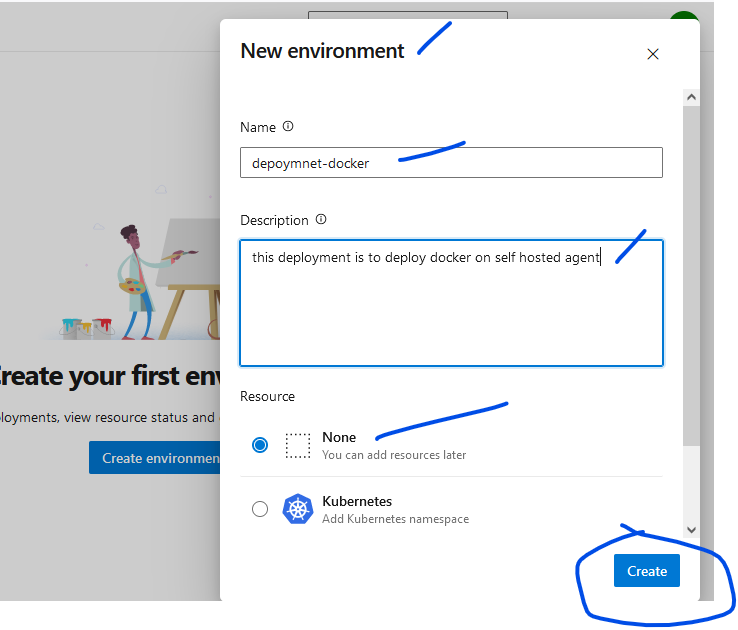 New environment
Name
depoymnet-docker
Description
this deployment is to deploy docker on self hosted agent
reate your first env
loyments, view resource status and
Create environmen
Resource
None
You can add resources later
Kubernetes
Add Kubernetes namespace
Create